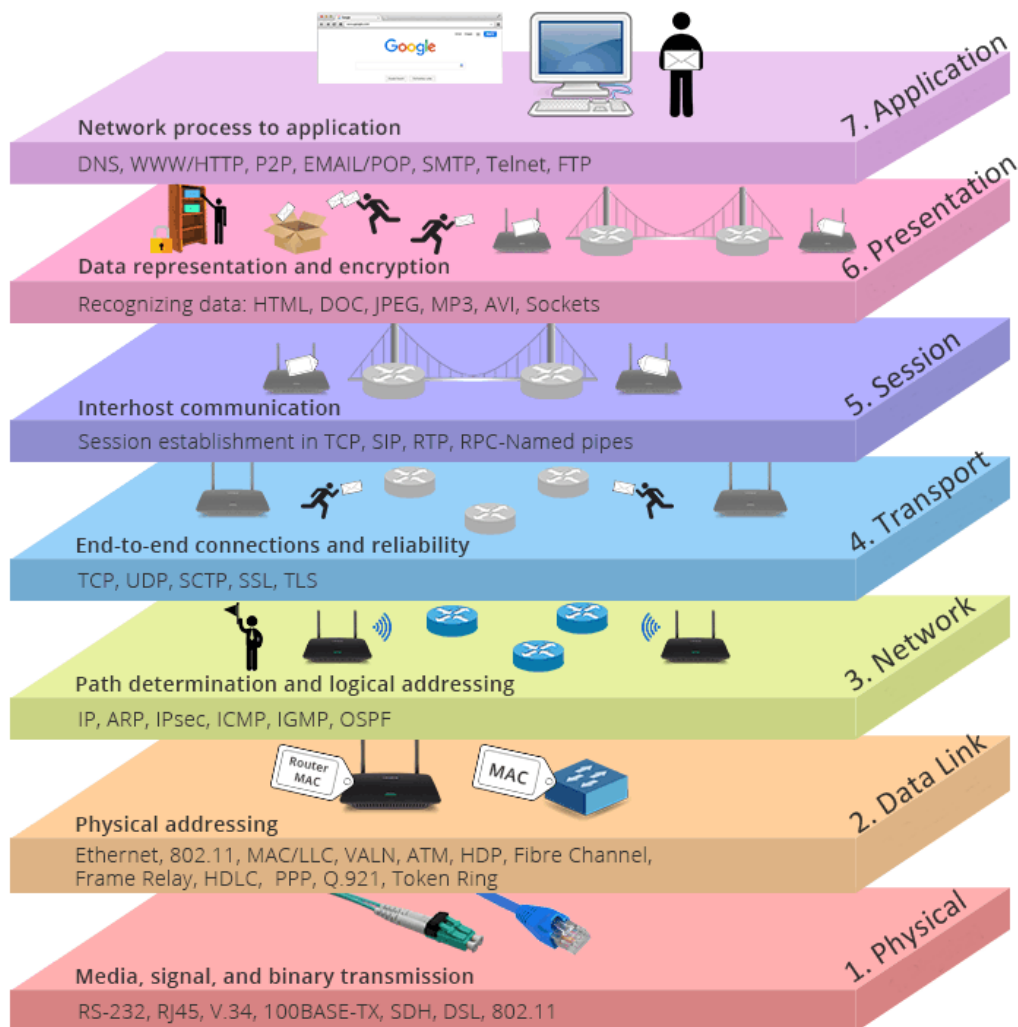 Google
7. Application
Network process to application
DNS, WWW/HTTP, P2P, EMAIL/POP, SMTP, Telnet, FTP
6. Presentation
Data representation and encryption
Recognizing data: HTML, DOC, JPEG, MP3, AVI, Sockets
5. Session
Interhost communication
Session establishment in TCP, SIP, RTP, RPC-Named pipes
4. Transport
End-to-end connections and reliability
TCP, UDP, SCTP, SSL, TLS
3. Network
Path determination and logical addressing
IP, ARP, IPsec, ICMP, IGMP, OSPF
2. Data Link
Router
MAC
MAC
Physical addressing
Ethernet, 802.11, MAC/LLC, VALN, ATM, HDP, Fibre Channel,
Frame Relay, HDLC, PPP, Q.921, Token Ring
1. Physical
Media, signal, and binary transmission
RS-232, RJ45, V.34, 100BASE-TX, SDH, DSL, 802.11